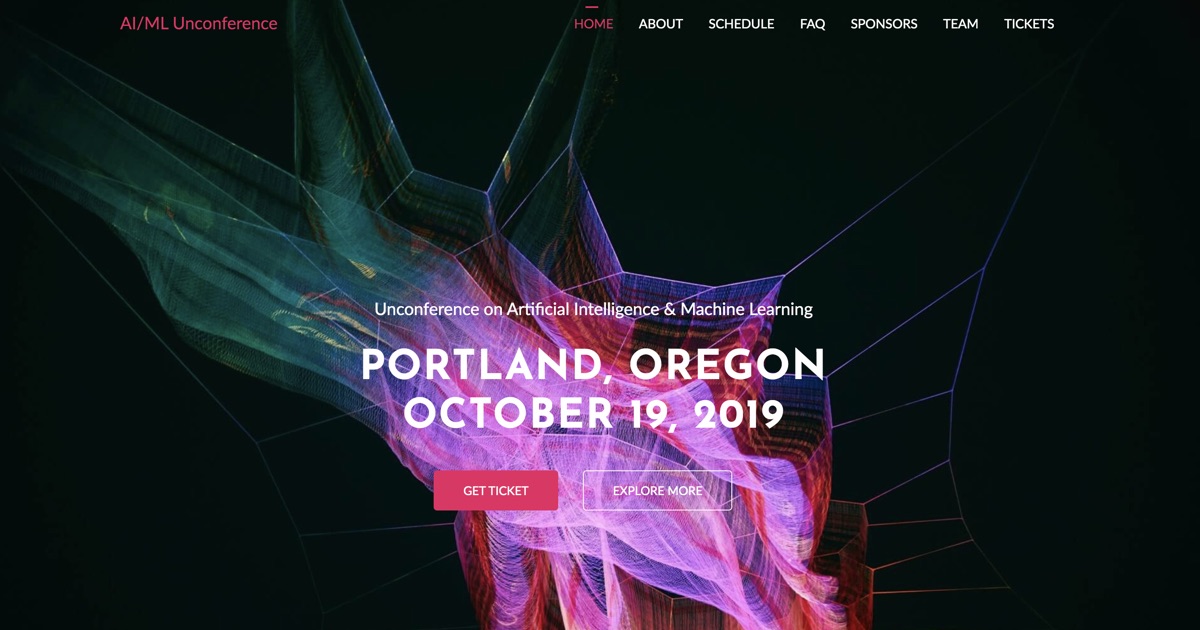 AI/ML Unconference
HOME ABOUT SCHEDULE FAQ SPONSORS TEAM TICKETS
Unconference on Artificial Intelligence & Machine Learning
PORTLAND, OREGON
OCTOBER 19, 2019
GET TICKET
EXPLORE MORE